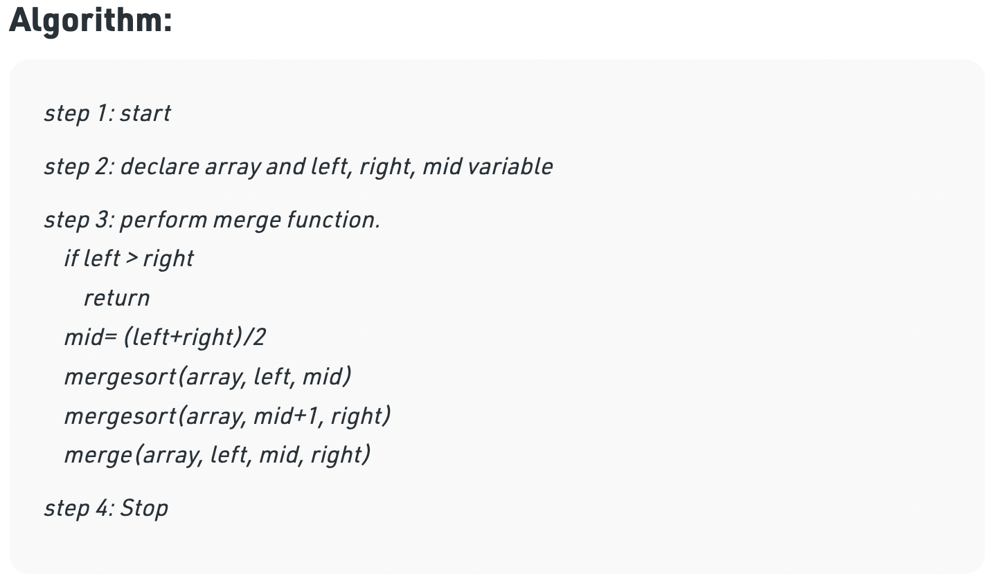 Algorithm:
step 1: start
step 2: declare array and left, right, mid variable
step 3: perform merge function.
if left > right
return
mid= (left+right)/2
mergesort(array, left, mid)
mergesort(array, mid+1, right)
merge(array, left, mid, right)
step 4: Stop